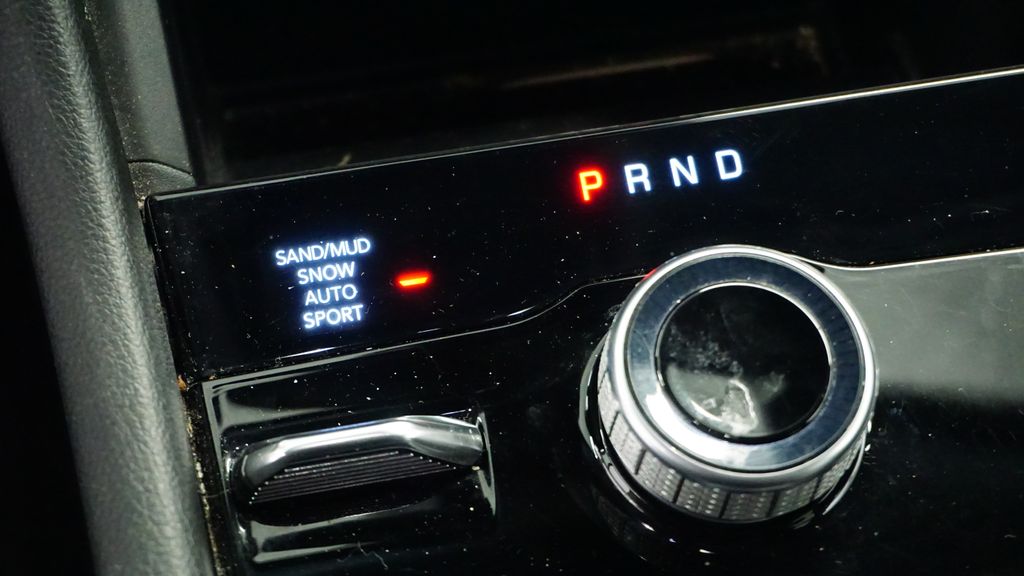 P R N D
SAND/MUD
SNOW
AUTO
SPORT